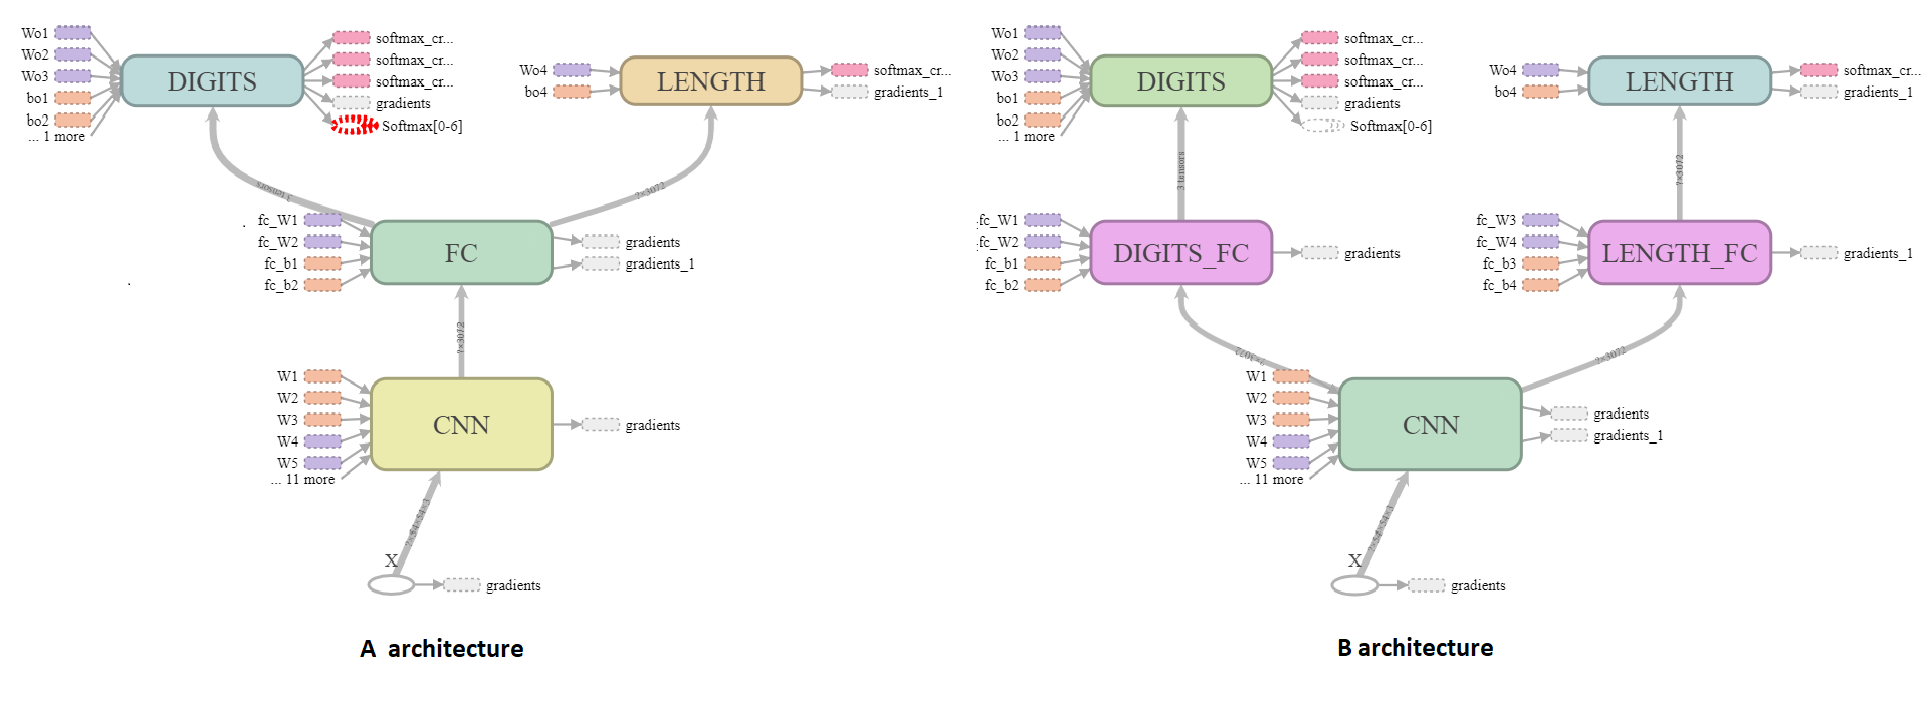 Wo1
Wo2
Wo3
bo1
bo2
... 1 more
DIGITS
softmax_cr...
softmax_cr...
softmax_cr...
gradients
Softmax[0-6]
Wo4
bo4
LENGTH
softmax_cr...
gradients_1
3 tensors
?×3072
fc_W1
fc_W2
fc_b1
fc_b2
FC
gradients
gradients_1
?×3072
W1
W2
W3
W4
W5
... 11 more
CNN
gradients
?×54×54×3
X
gradients
A architecture
Wo1
Wo2
Wo3
bo1
bo2
... 1 more
DIGITS
softmax_cr...
softmax_cr...
softmax_cr...
gradients
Softmax[0-6]
Wo4
bo4
LENGTH
softmax_cr...
gradients_1
3 tensors
?×3072
fc_W1
fc_W2
fc_b1
fc_b2
DIGITS_FC
gradients
fc_W3
fc_W4
fc_b3
fc_b4
LENGTH_FC
gradients_1
?×3072
?×3072
W1
W2
W3
W4
W5
... 11 more
CNN
gradients
gradients_1
?×54×54×3
X
gradients
B architecture